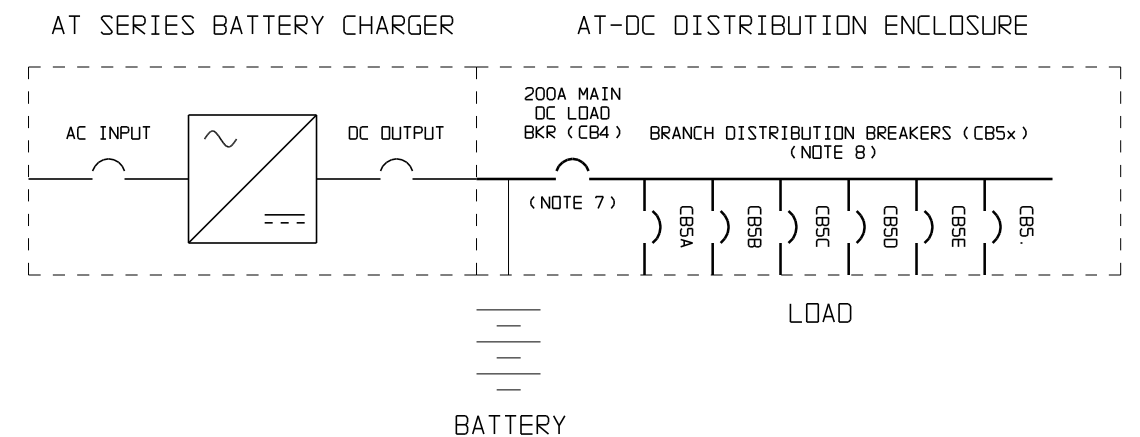 AT SERIES BATTERY CHARGER
AT-DC DISTRIBUTION ENCLOSURE
200A MAIN
DC LOAD
BKR (CB4)
AC INPUT
DC OUTPUT
BRANCH DISTRIBUTION BREAKERS (CB5x)
(NOTE 8)
(NOTE 7)
CB5A
CB5B
CB5C
CB5D
CB5E
CB5.
LOAD
BATTERY